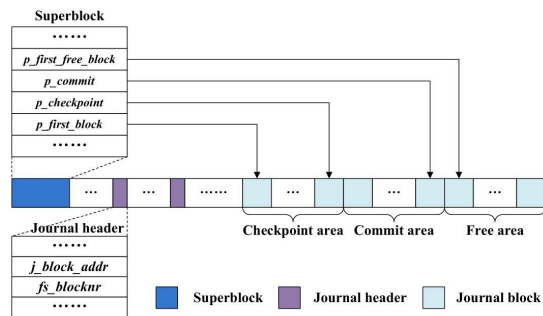 Superblock
......
p_first_free_block
p_commit
p_checkpoint
p_first_block
......
... ... ...... ... ... ...
Journal header
Checkpoint area Commit area Free area
......
j_block_addr
fs_blocknr
......
Superblock Journal header Journal block